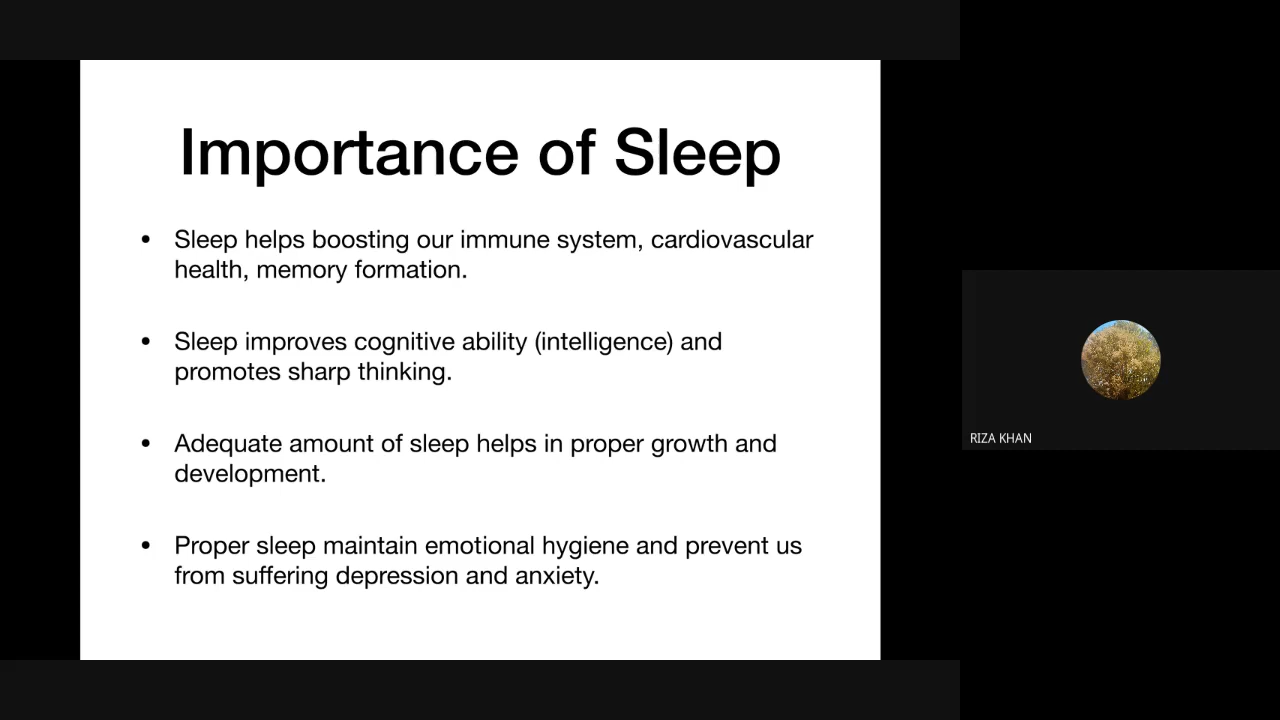 Importance of Sleep
• Sleep helps boosting our immune system, cardiovascular
health, memory formation.
• Sleep improves cognitive ability (intelligence) and
promotes sharp thinking.
• Adequate amount of sleep helps in proper growth and
development.
• Proper sleep maintain emotional hygiene and prevent us
from suffering depression and anxiety.
RIZA KHAN